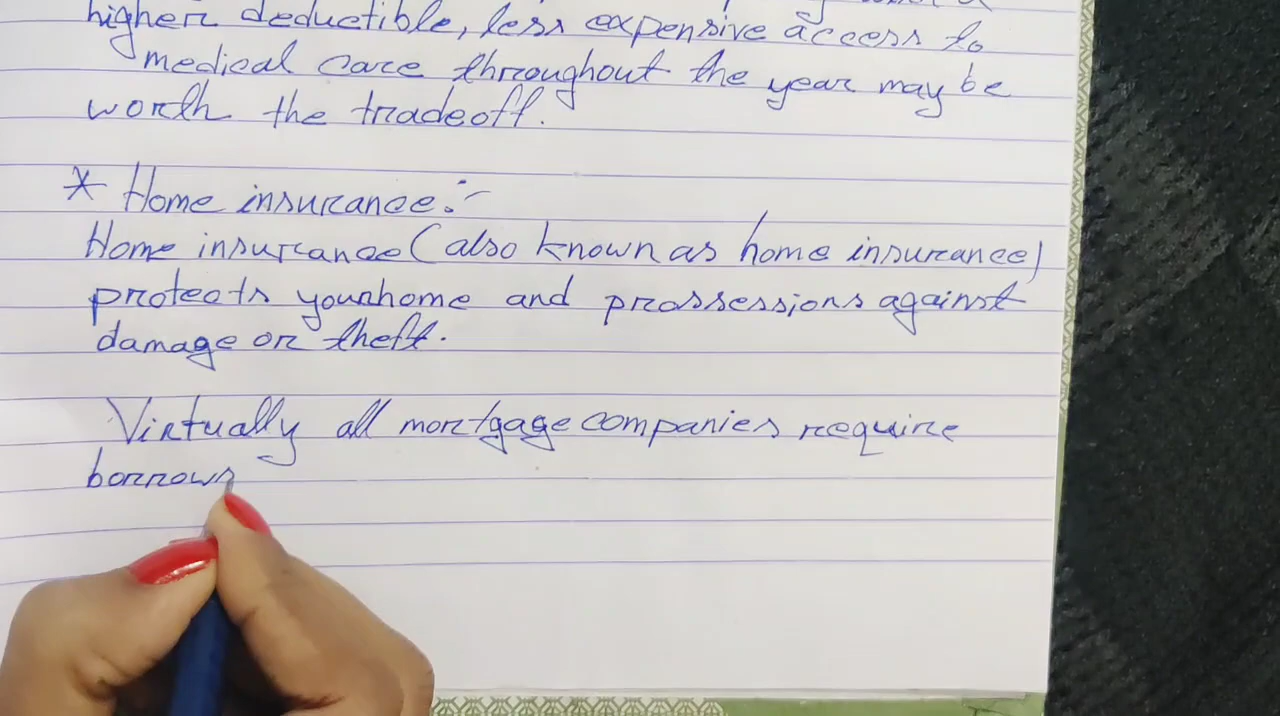 higher deductible, less expensive access to
medical care throughout the year may be
worth the tradeoff.
* Home insurance:-
Home insurance (also known as home insurance)
protects your home and prossessions against
damage or theft.
Virtually all mortgage companies require
borrows